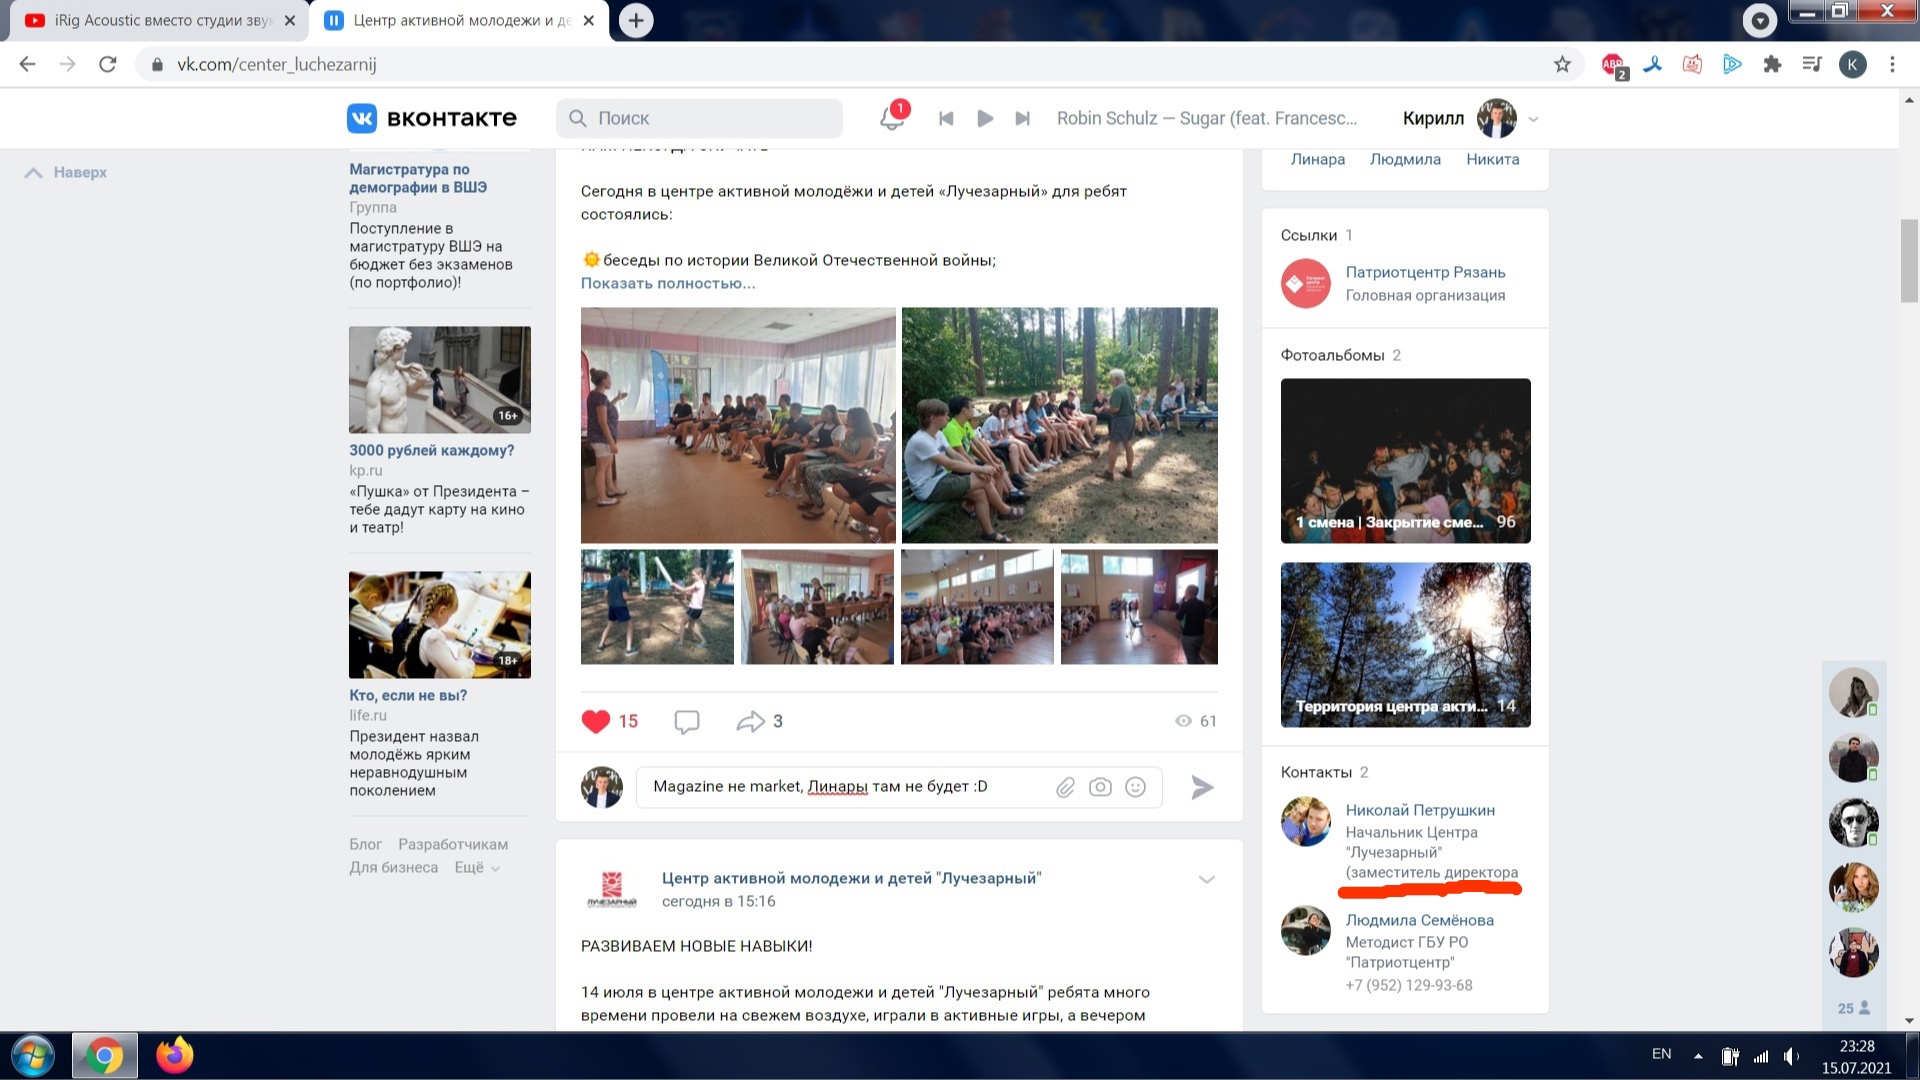 iRig Acoustic вместо студии зву
Центр активной молодежи и де
vk.com/center_luchezarnij
ABP
2
K
вконтакте
Поиск
1
Robin Schulz — Sugar (feat. Francesc...
Кирилл
Наверх
Магистратура по
демографии в ВШЭ
Группа
Поступление в
магистратуру ВШЭ на
бюджет без экзаменов
(по портфолио)!
16+
3000 рублей каждому?
kp.ru
«Пушка» от Президента –
тебе дадут карту на кино
и театр!
18+
Кто, если не вы?
life.ru
Президент назвал
молодёжь ярким
неравнодушным
поколением
Блог Разработчикам
Для бизнеса Ещё
Сегодня в центре активной молодёжи и детей «Лучезарный» для ребят
состоялись:
беседы по истории Великой Отечественной войны;
Показать полностью...
15
3
61
Magazine не market, Линары там не будет :D
ЛУЧЕЗАРНЫЙ
Центр активной молодежи и детей "Лучезарный"
сегодня в 15:16
РАЗВИВАЕМ НОВЫЕ НАВЫКИ!
14 июля в центре активной молодежи и детей "Лучезарный" ребята много
времени провели на свежем воздухе, играли в активные игры, а вечером
Линара Людмила Никита
Ссылки 1
Патриотцентр Рязань
Головная организация
Фотоальбомы 2
1 смена | Закрытие сме... 96
Территория центра акти... 14
Контакты 2
Николай Петрушкин
Начальник Центра
"Лучезарный"
(заместитель директора
Людмила Семёнова
Методист ГБУ РО
"Патриотцентр"
+7 (952) 129-93-68
25
EN
23:28
15.07.2021